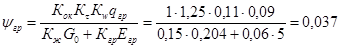 ψгр = KокKτKwqгр / KжG0 + KгрEгр = 1·1,25·0,11·0,09 / 0,15·0,204 + 0,06·5 = 0,037